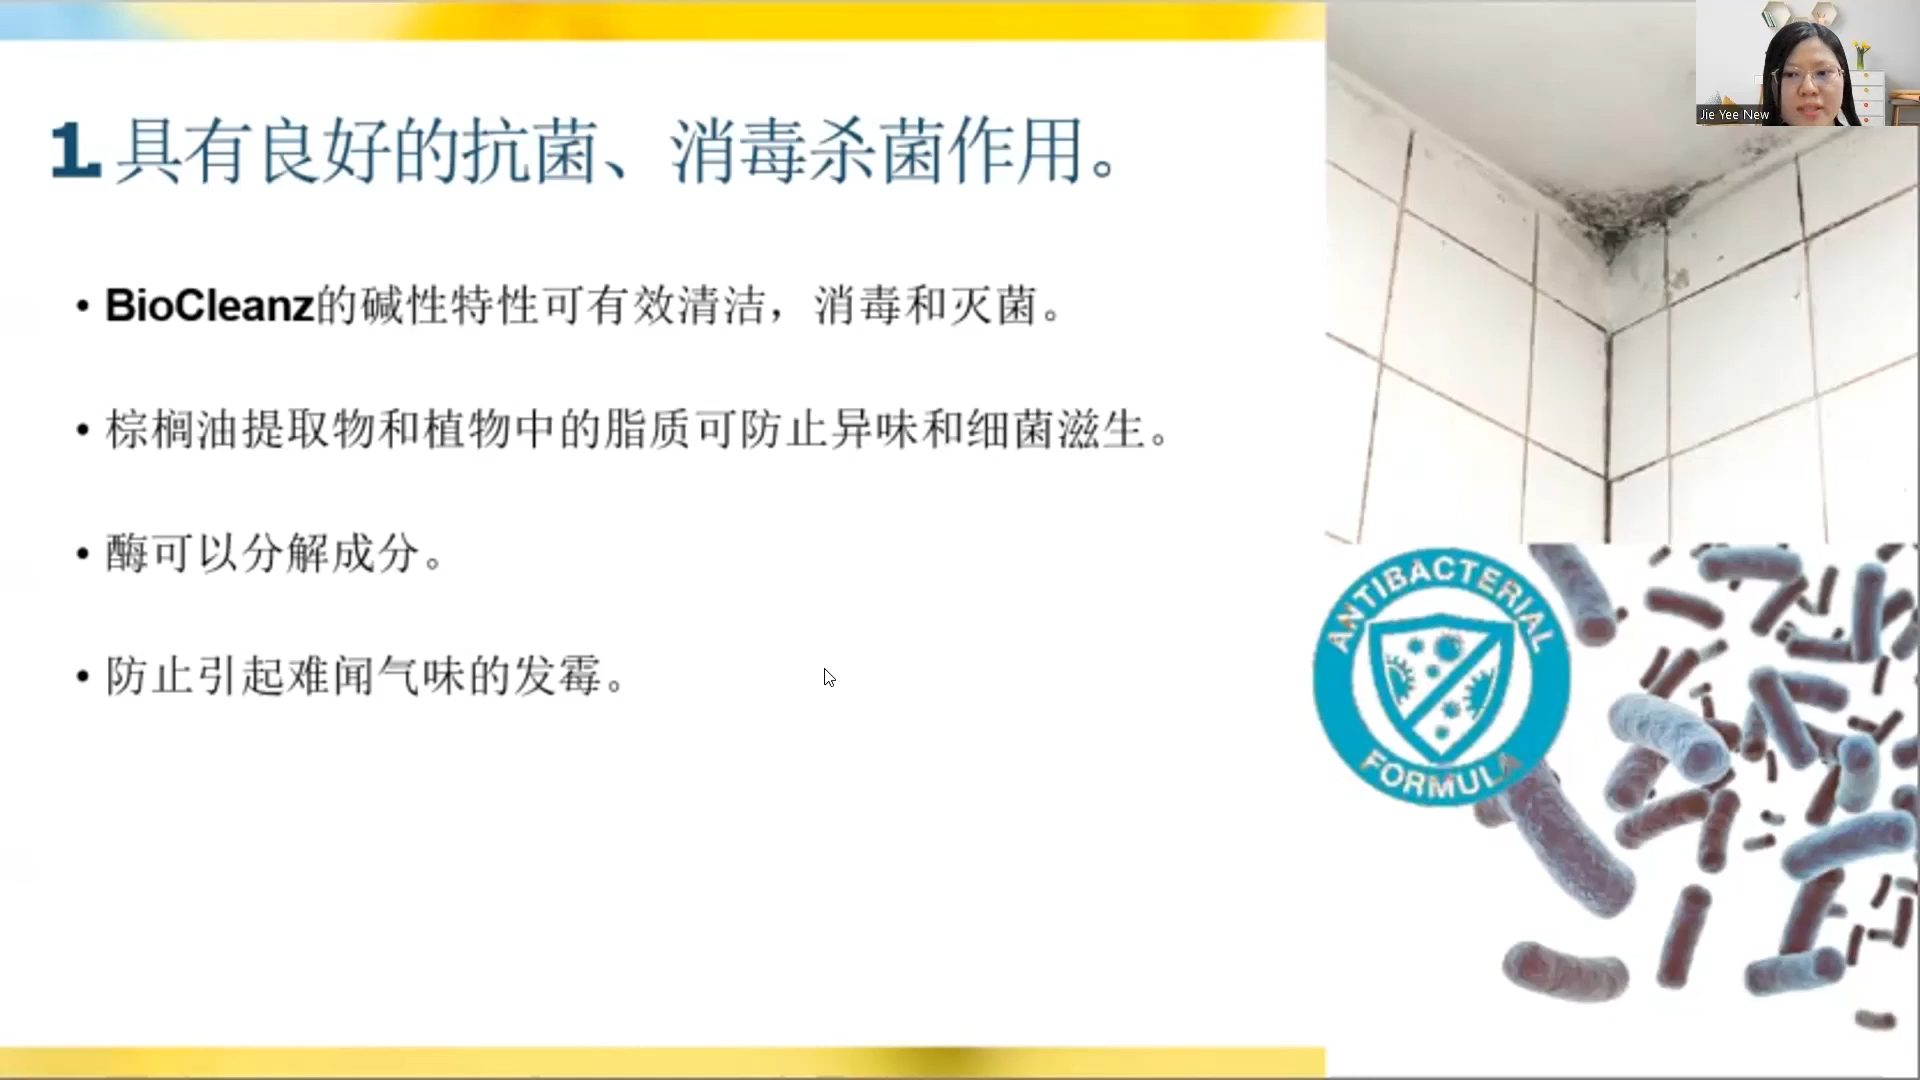 1.具有良好的抗菌、消毒杀菌作用。
• BioCleanz的碱性特性可有效清洁，消毒和灭菌。
• 棕榈油提取物和植物中的脂质可防止异味和细菌滋生。
• 酶可以分解成分。
• 防止引起难闻气味的发霉。
Jie Yee New
ANTIBACTERIAL
FORMULA